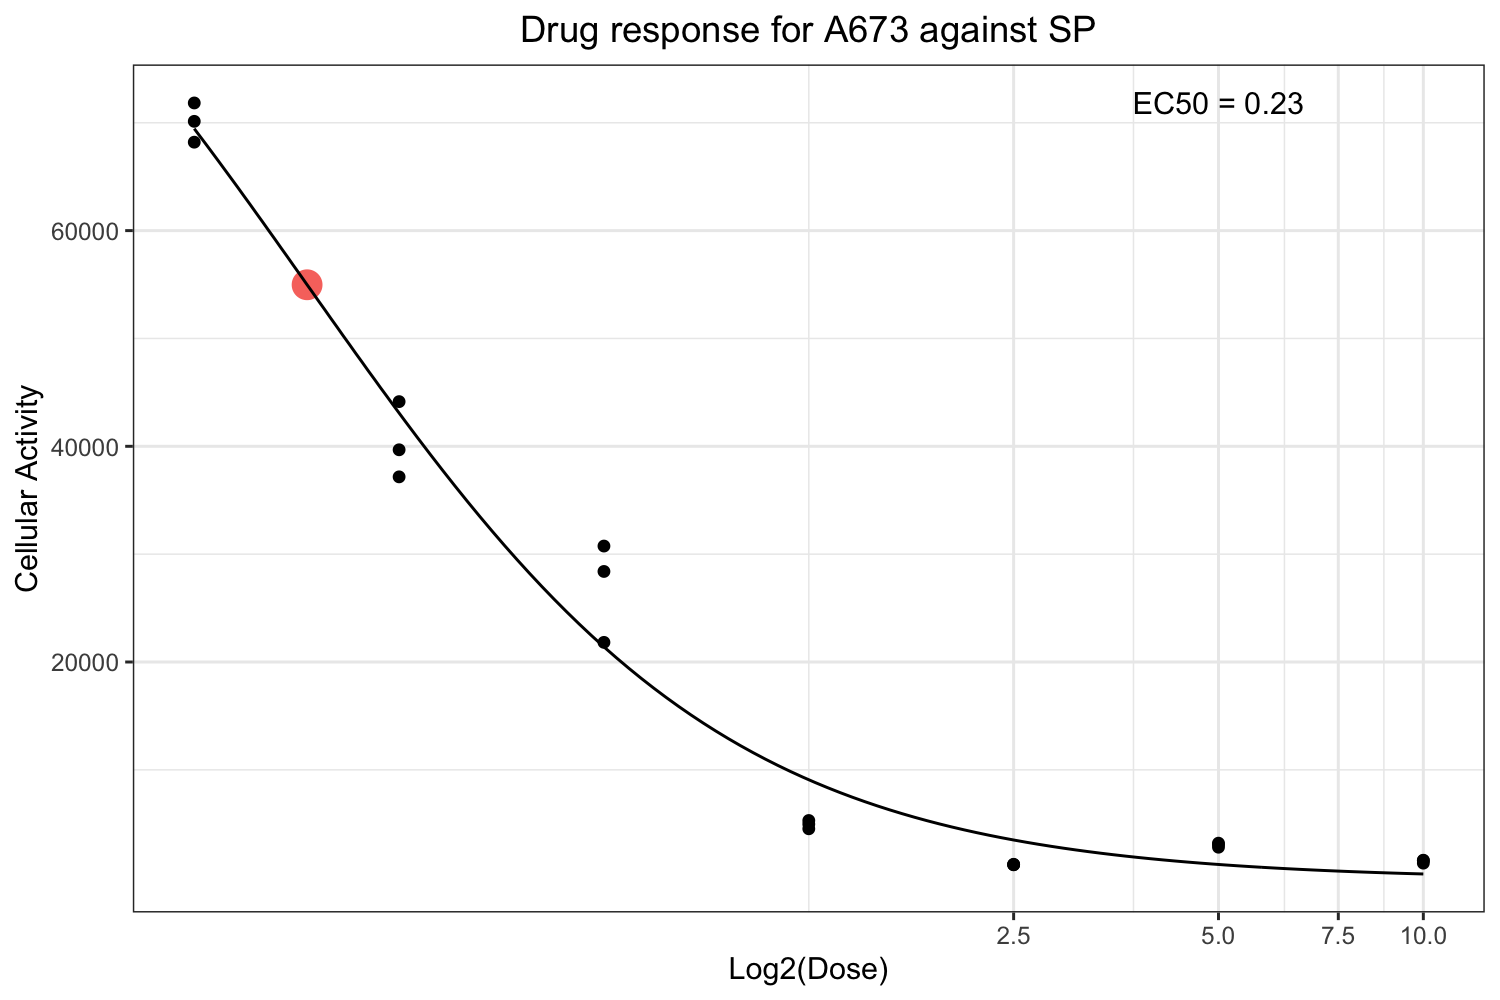 Drug response for A673 against SP
EC50 = 0.23
Cellular Activity
60000
40000
20000
2.5 5.0 7.5 10.0
Log2(Dose)